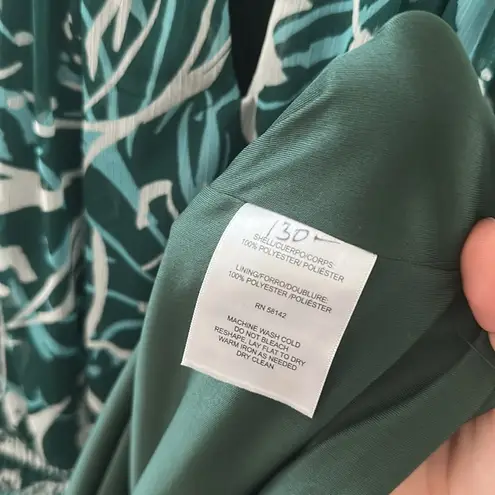 130-
SHELL/CUERPO/CORPS:
100% POLYESTER/ POLIÉSTER
LINING/FORRO/DOUBLURE:
100% POLYESTER /POLIÉSTER
RN 58142
MACHINE WASH COLD
DO NOT BLEACH
RESHAPE, LAY FLAT TO DRY
WARM IRON AS NEEDED
DRY CLEAN